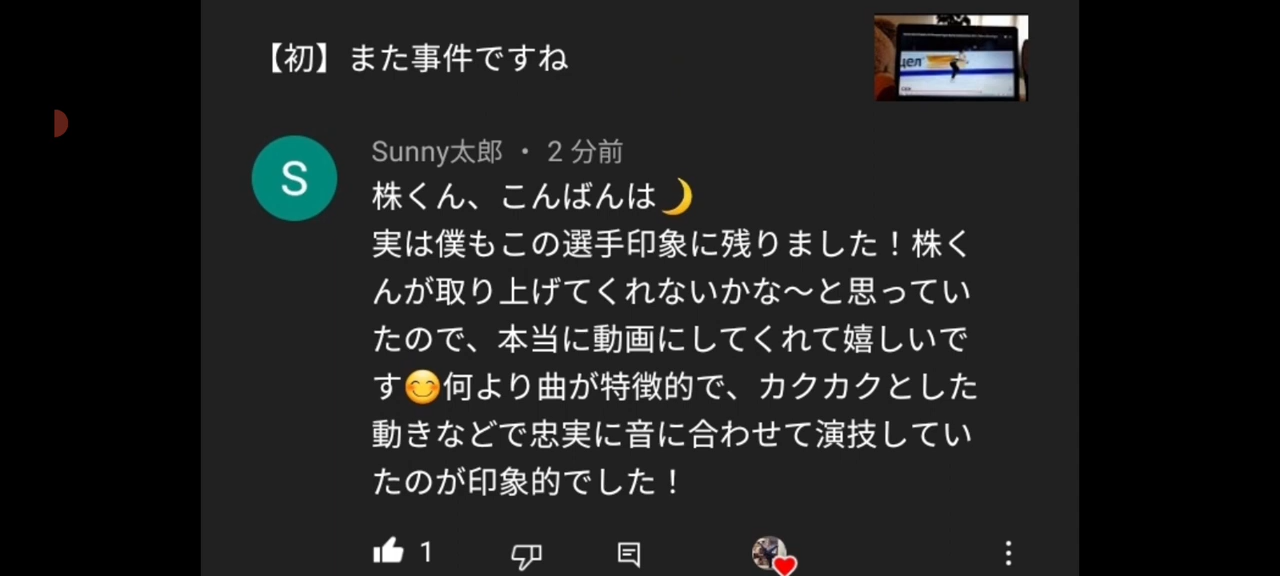 【初】また事件ですね
цел
S
Sunny太郎 ・ 2 分前
株くん、こんばんは🌙
実は僕もこの選手印象に残りました！株く
んが取り上げてくれないかな〜と思ってい
たので、本当に動画にしてくれて嬉しいで
す😊何より曲が特徴的で、カクカクとした
動きなどで忠実に音に合わせて演技してい
たのが印象的でした！
1